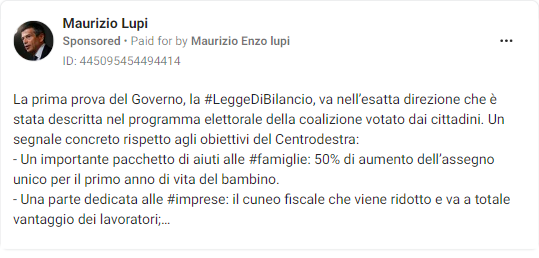 Maurizio Lupi
Sponsored • Paid for by Maurizio Enzo lupi
ID: 445095454494414
La prima prova del Governo, la #LeggeDiBilancio, va nell'esatta direzione che è
stata descritta nel programma elettorale della coalizione votato dai cittadini. Un
segnale concreto rispetto agli obiettivi del Centrodestra:
- Un importante pacchetto di aiuti alle #famiglie: 50% di aumento dell'assegno
unico per il primo anno di vita del bambino.
- Una parte dedicata alle #imprese: il cuneo fiscale che viene ridotto e va a totale
vantaggio dei lavoratori;…